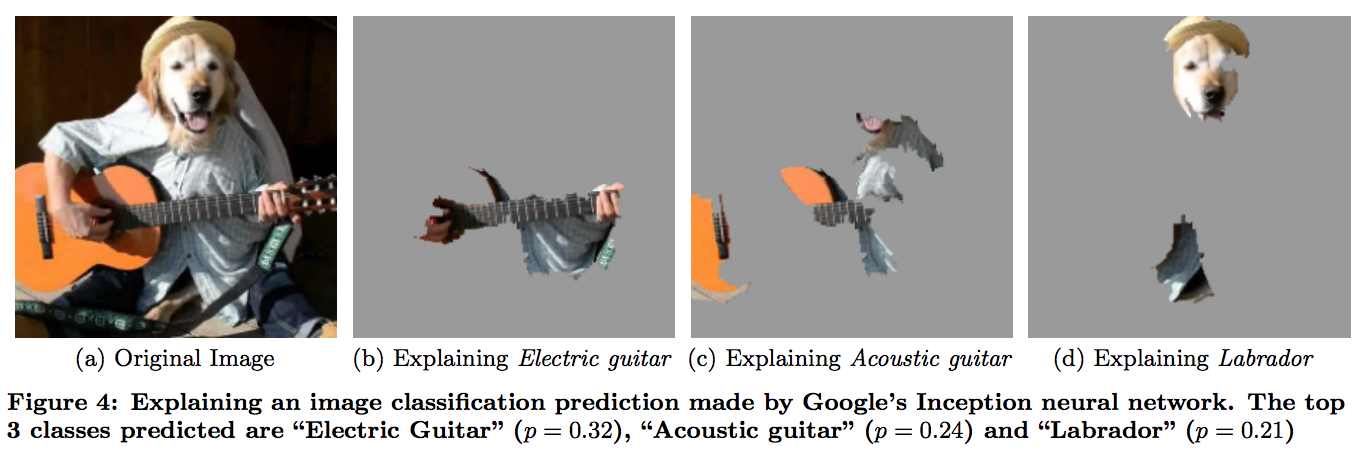 (a) Original Image
(b) Explaining Electric guitar
(c) Explaining Acoustic guitar
(d) Explaining Labrador
Figure 4: Explaining an image classification prediction made by Google's Inception neural network. The top
3 classes predicted are “Electric Guitar” (p = 0.32), “Acoustic guitar” (p = 0.24) and “Labrador” (p = 0.21)